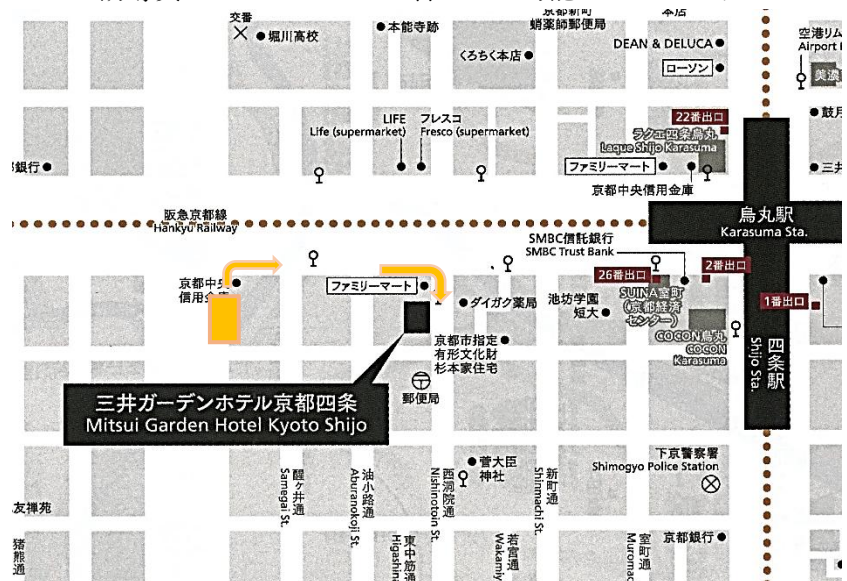 交番
堀川高校
本能寺跡
蛸薬師郵便局
本店
くろちく本店
DEAN & DELUCA
ローソン
空港リム
Airport
美濃
LIFE
Life (supermarket)
フレスコ
Fresco (supermarket)
22番出口
ラクエ四条烏丸
Laque Shijo Karasuma
鼓月
銀行
ファミリーマート
京都中央信用金庫
三井
阪急京都線
Hankyu Railway
烏丸駅
Karasuma Sta.
SMBC信託銀行
SMBC Trust Bank
京都中央
信用金庫
ファミリーマート
ダイガク薬局
池坊学園
短大
26番出口
2番出口
SUINA室町
(京都経済
センター)
1番出口
COCON烏丸
COCON
Karasuma
四条駅
Shijo Sta.
京都市指定
有形文化財
杉本家住宅
郵便局
三井ガーデンホテル京都四条
Mitsui Garden Hotel Kyoto Shijo
下京警察署
Shimogyo Police Station
菅大臣
神社
醒ヶ井通
Samegai St.
油小路通
Aburanokoji St.
西洞院通
Nishinotoin St.
新町通
Shinmachi St.
友禅苑
猪熊通
東中筋通
Higashina
若宮通
Wakamiy
室町通
Muromac
京都銀行